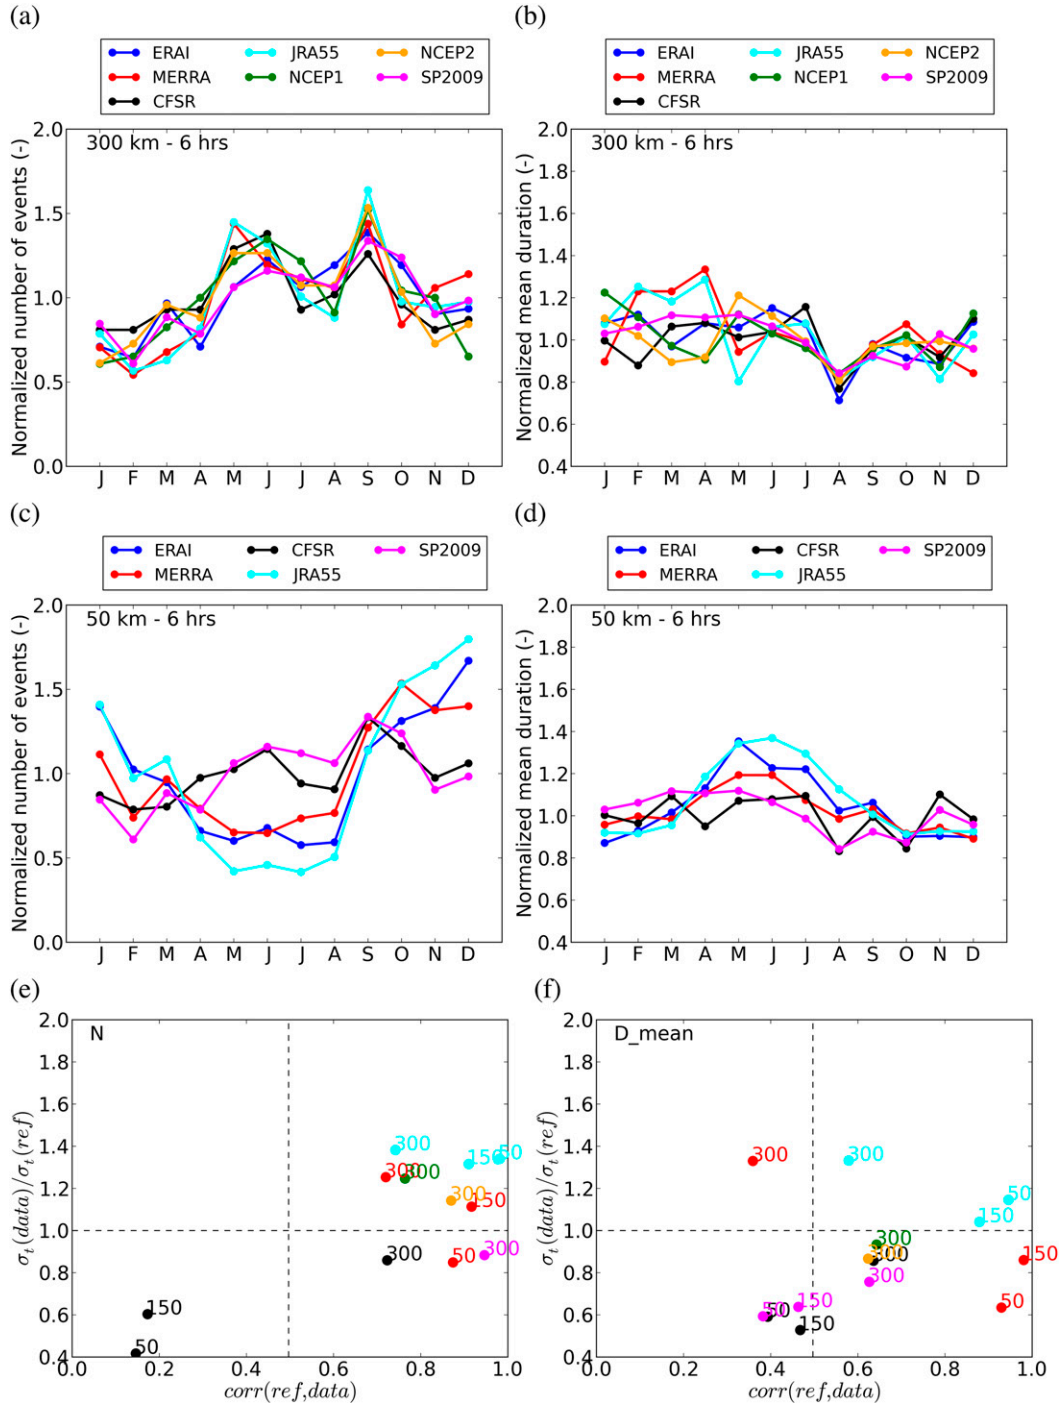 (a)
(b)
ERAI JRA55 NCEP2
MERRA NCEP1 SP2009
CFSR
ERAI JRA55 NCEP2
MERRA NCEP1 SP2009
CFSR
300 km - 6 hrs
Normalized number of events (-)
2.0
1.5
1.0
0.5
0.0
J F M A M J J A S O N D
300 km - 6 hrs
Normalized mean duration (-)
2.0
1.8
1.6
1.4
1.2
1.0
0.8
0.6
0.4
J F M A M J J A S O N D
(c)
(d)
ERAI CFSR SP2009
MERRA JRA55
ERAI CFSR SP2009
MERRA JRA55
50 km - 6 hrs
Normalized number of events (-)
2.0
1.5
1.0
0.5
0.0
J F M A M J J A S O N D
50 km - 6 hrs
Normalized mean duration (-)
2.0
1.8
1.6
1.4
1.2
1.0
0.8
0.6
0.4
J F M A M J J A S O N D
(e)
(f)
N
σt(data)/σt(ref)
2.0
1.8
1.6
1.4
1.2
1.0
0.8
0.6
0.4
300
150
50
300
300
300
150
300
50
300
150
50
0.0 0.2 0.4 0.6 0.8 1.0
corr(ref,data)
D_mean
σt(data)/σt(ref)
2.0
1.8
1.6
1.4
1.2
1.0
0.8
0.6
0.4
300
300
50
150
300
300
300
150
300
50
50
150
50
150
0.0 0.2 0.4 0.6 0.8 1.0
corr(ref,data)